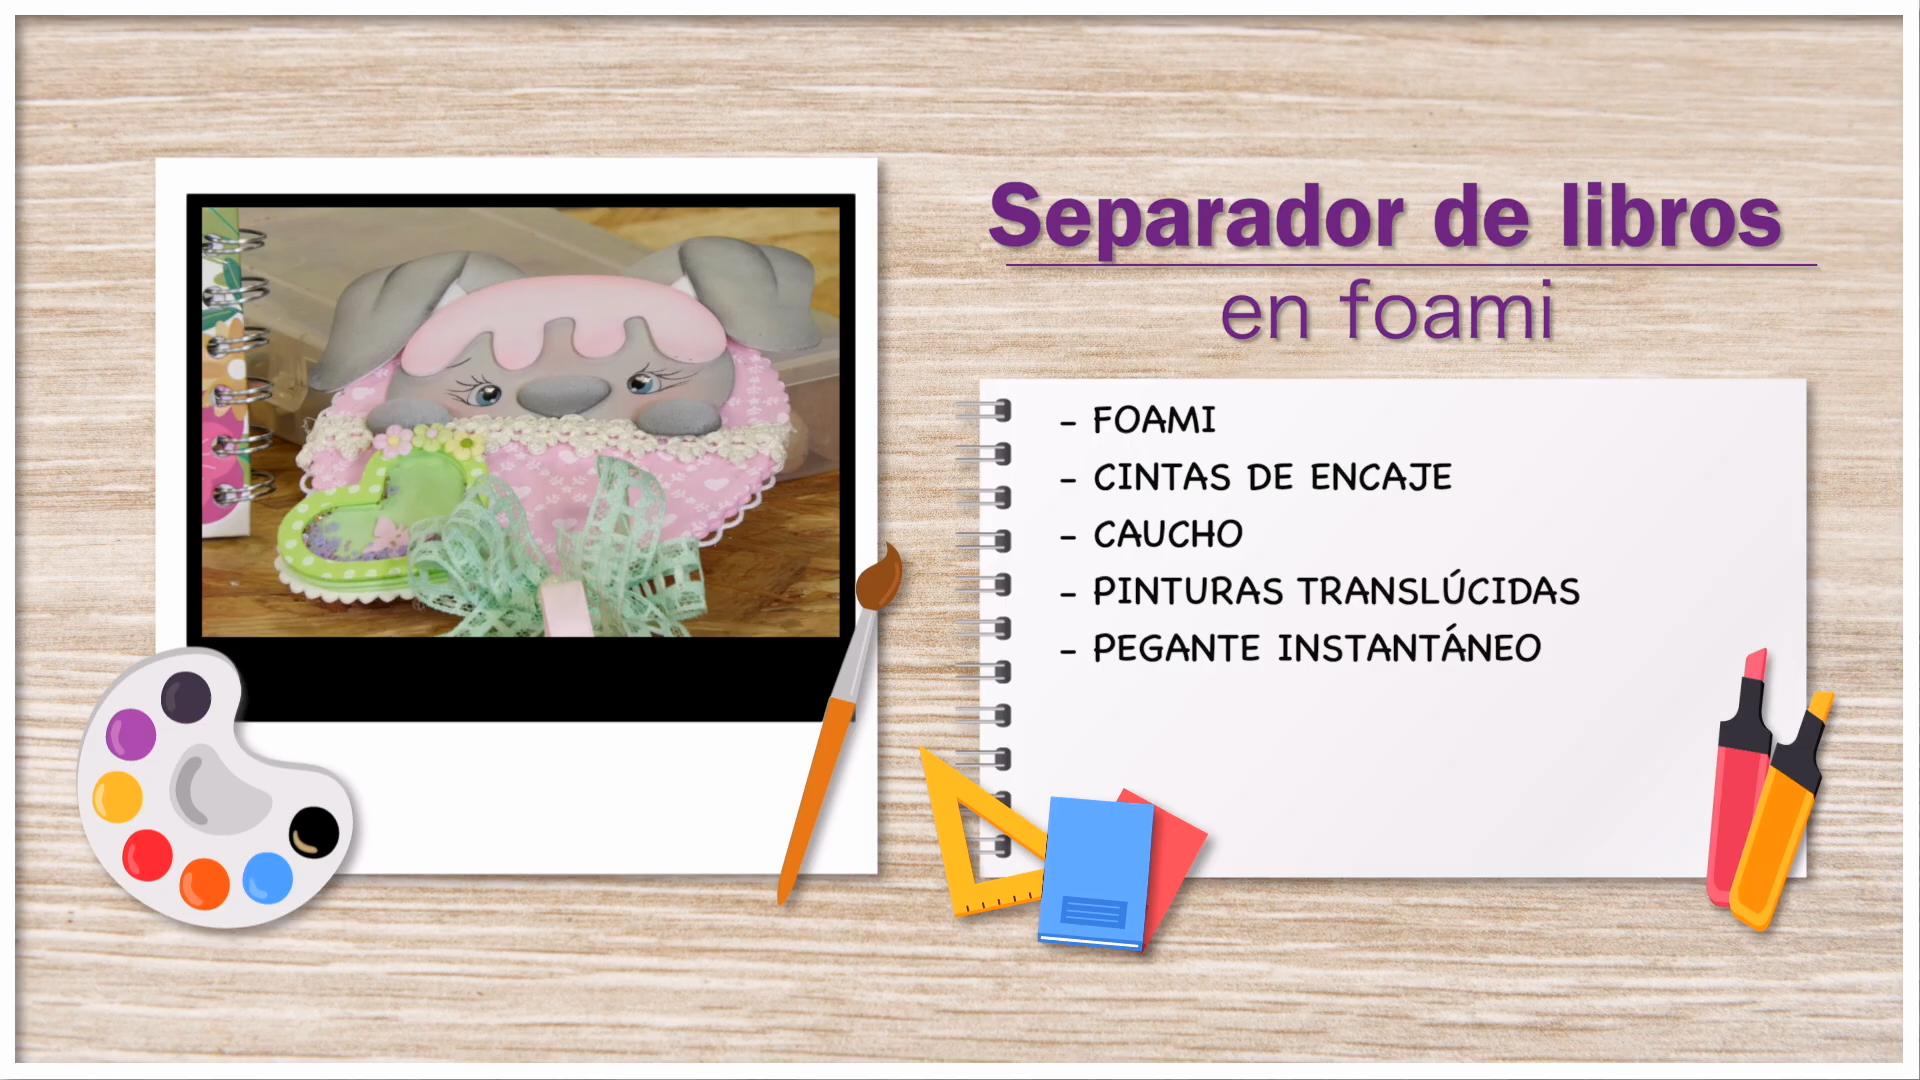 Separador de libros
en foami
- FOAMI
- CINTAS DE ENCAJE
- CAUCHO
- PINTURAS TRANSLÚCIDAS
- PEGANTE INSTANTÁNEO